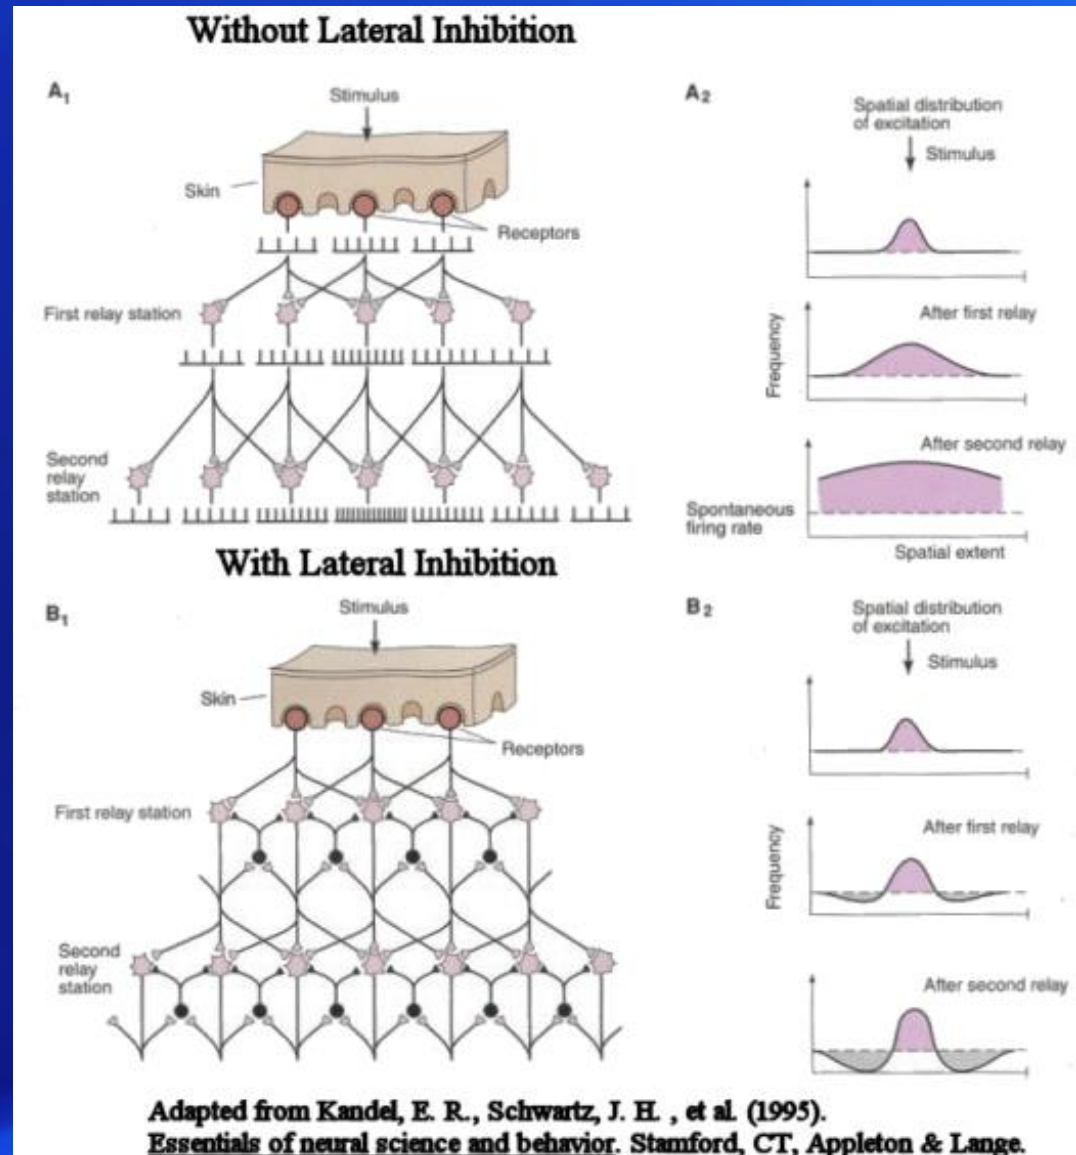 Without Lateral Inhibition
A1
Stimulus
Skin
Receptors
First relay station
Second
relay
station
A2
Spatial distribution
of excitation
Stimulus
After first relay
Frequency
After second relay
Spontaneous
firing rate
Spatial extent
With Lateral Inhibition
B1
Stimulus
Skin
Receptors
First relay station
Second
relay
station
B2
Spatial distribution
of excitation
Stimulus
After first relay
Frequency
After second relay
Adapted from Kandel, E. R., Schwartz, J. H. , et al. (1995).
Essentials of neural science and behavior. Stamford, CT, Appleton & Lange.